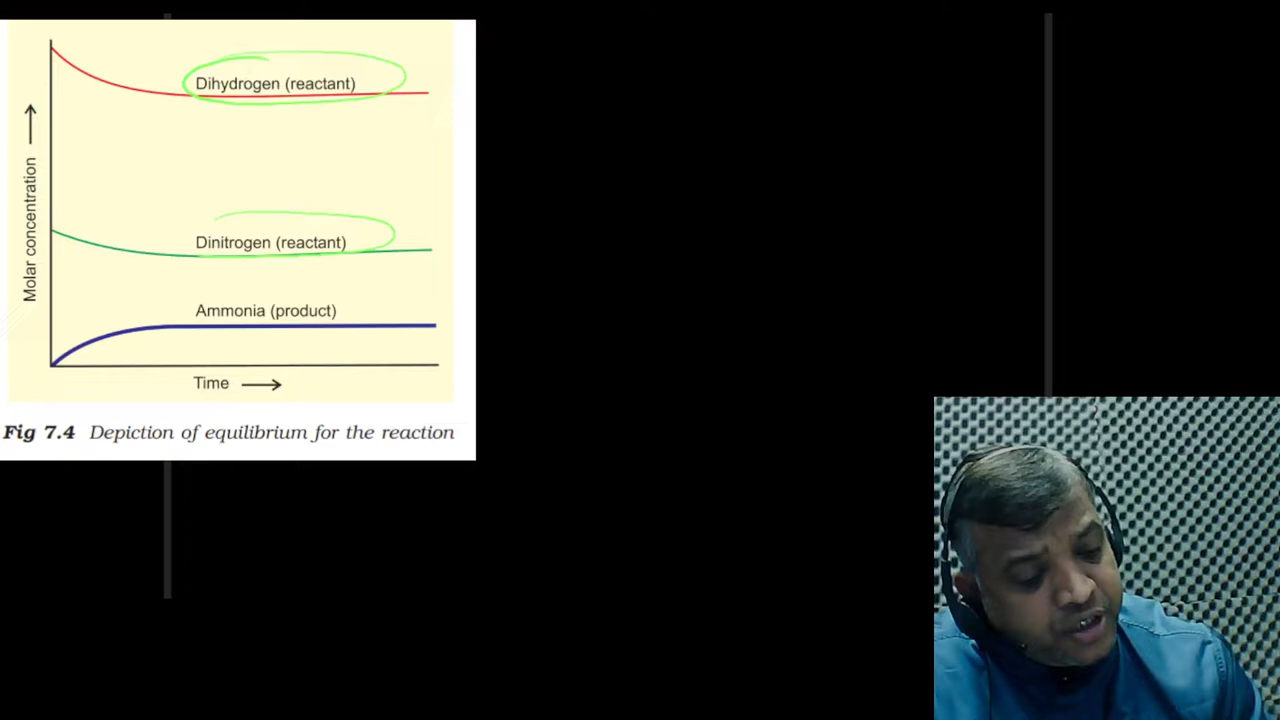 Dihydrogen (reactant)
Molar concentration
Dinitrogen (reactant)
Ammonia (product)
Time
Fig 7.4 Depiction of equilibrium for the reaction